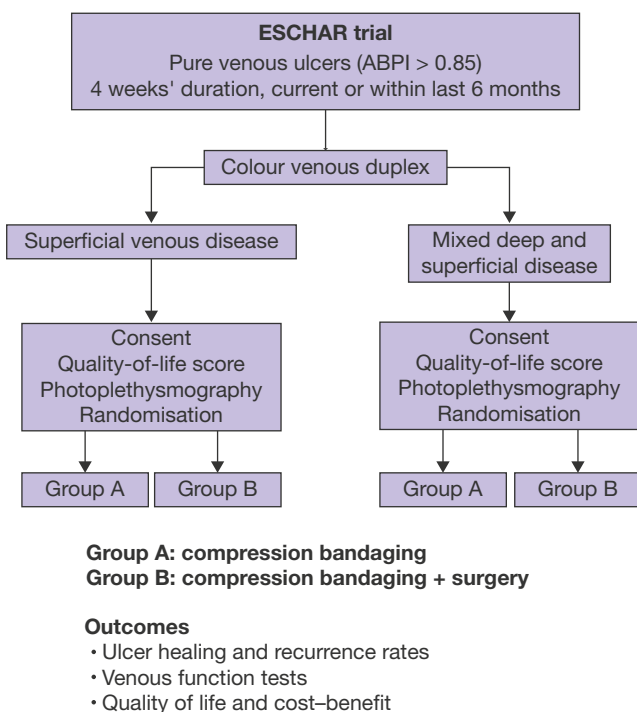 ESCHAR trial
Pure venous ulcers (ABPI > 0.85)
4 weeks' duration, current or within last 6 months
Colour venous duplex
Superficial venous disease
Mixed deep and
superficial disease
Consent
Quality-of-life score
Photoplethysmography
Randomisation
Consent
Quality-of-life score
Photoplethysmography
Randomisation
Group A
Group B
Group A
Group B
Group A: compression bandaging
Group B: compression bandaging + surgery
Outcomes
• Ulcer healing and recurrence rates
• Venous function tests
• Quality of life and cost–benefit